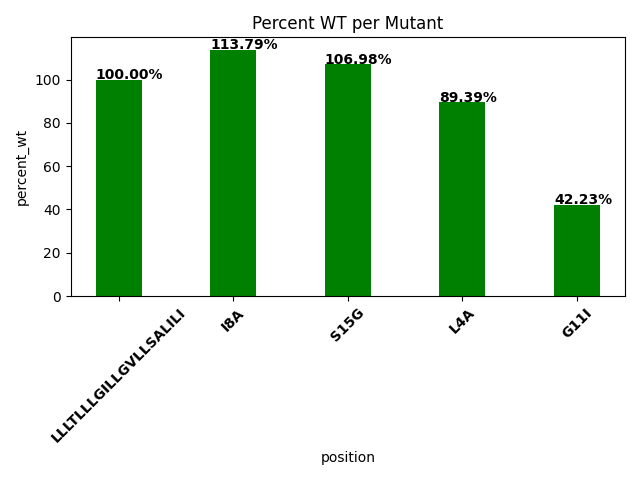 Percent WT per Mutant
percent_wt
100
80
60
40
20
0
100.00%
113.79%
106.98%
89.39%
42.23%
LLLTLLLGILLGVLLSALILI
I8A
S15G
L4A
G11I
position